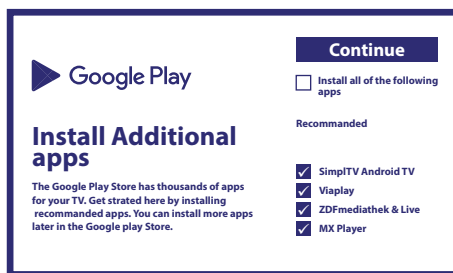 Google Play
Install Additional
apps
The Google Play Store has thousands of apps
for your TV. Get strated here by installing
recommanded apps. You can install more apps
later in the Google play Store.
Continue
Install all of the following
apps
Recommanded
SimplTV Android TV
Viaplay
ZDFmediathek & Live
MX Player